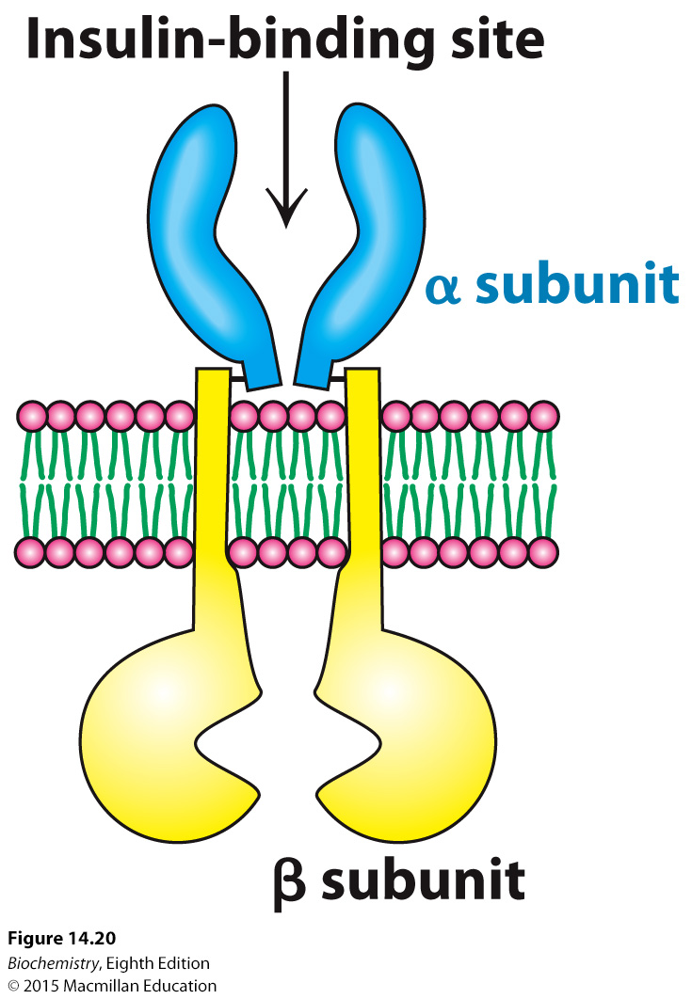 Insulin-binding site
α subunit
β subunit
Figure 14.20
Biochemistry, Eighth Edition
© 2015 Macmillan Education